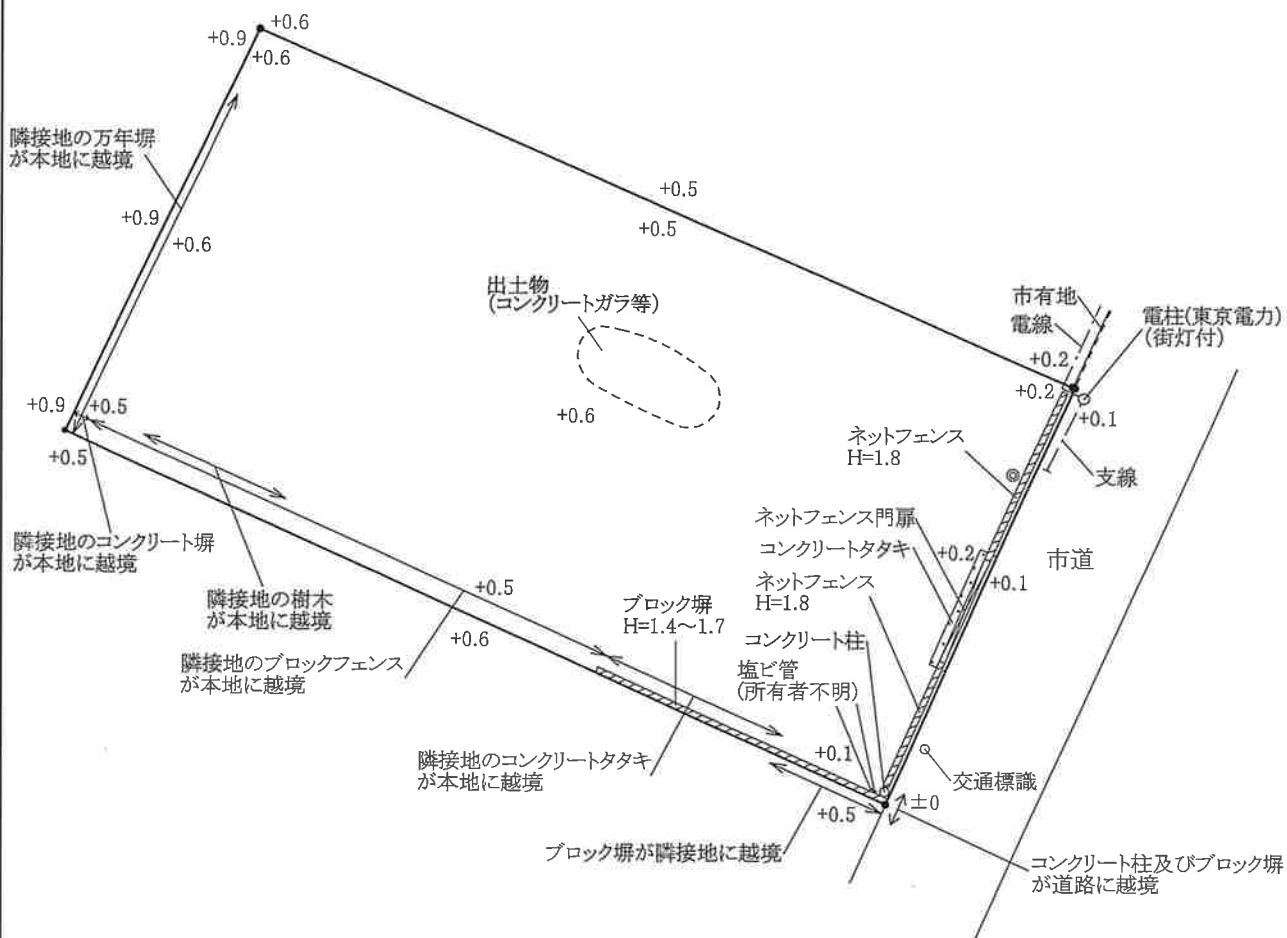 +0.6
+0.9
+0.6
隣接地の万年塀
が本地に越境
+0.5
+0.9
+0.5
+0.6
出土物
(コンクリートガラ等)
市有地
電線
電柱(東京電力)
(街灯付)
+0.2
+0.2
+0.1
+0.9
+0.5
+0.6
ネットフェンス
H=1.8
+0.5
支線
ネットフェンス門扉
隣接地のコンクリート塀
が本地に越境
コンクリートタタキ
+0.2
市道
ネットフェンス
H=1.8
+0.1
+0.5
隣接地の樹木
が本地に越境
ブロック塀
H=1.4～1.7
+0.6
コンクリート柱
隣接地のブロックフェンス
が本地に越境
塩ビ管
(所有者不明)
隣接地のコンクリートタタキ
が本地に越境
+0.1
交通標識
±0
+0.5
ブロック塀が隣接地に越境
コンクリート柱及びブロック塀
が道路に越境